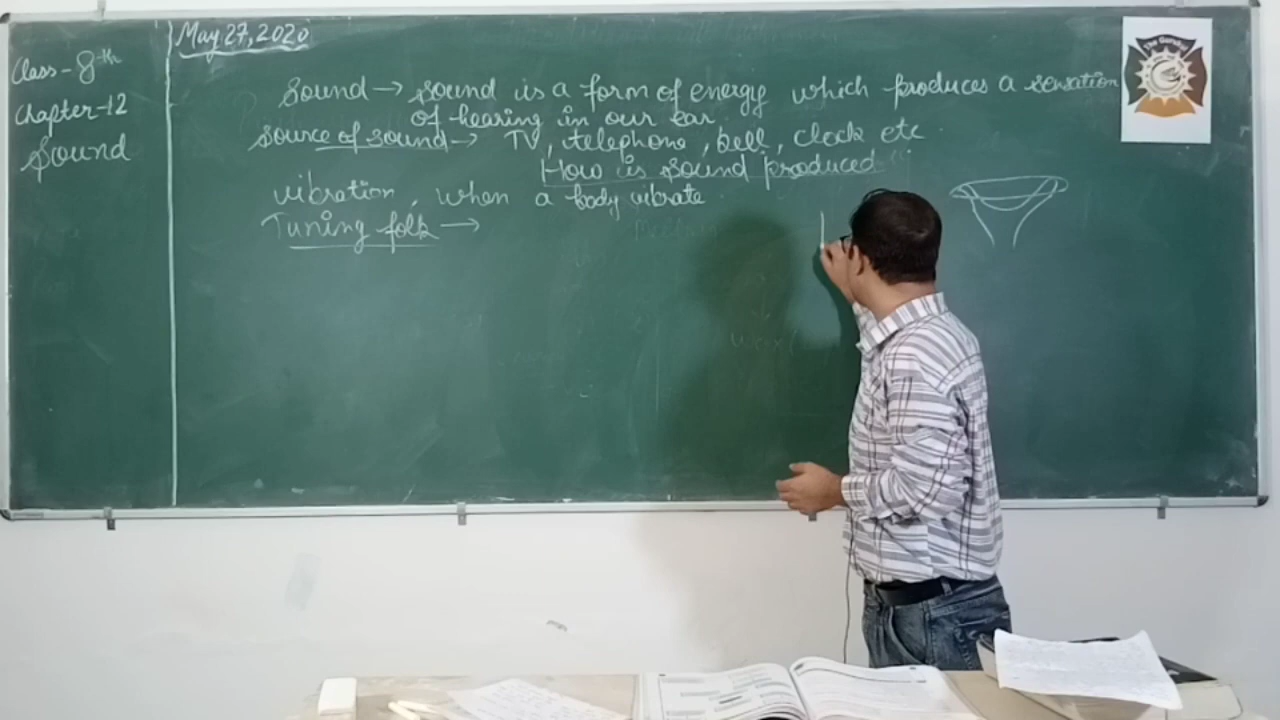 May 27, 2020
Class - 8th
Chapter-12
Sound
Sound → sound is a form of energy which produces a sensation
of hearing in our ear.
Source of sound → TV, telephone, bell, clock etc.
How is sound produced
vibration, when a body vibrate
Tuning folk →